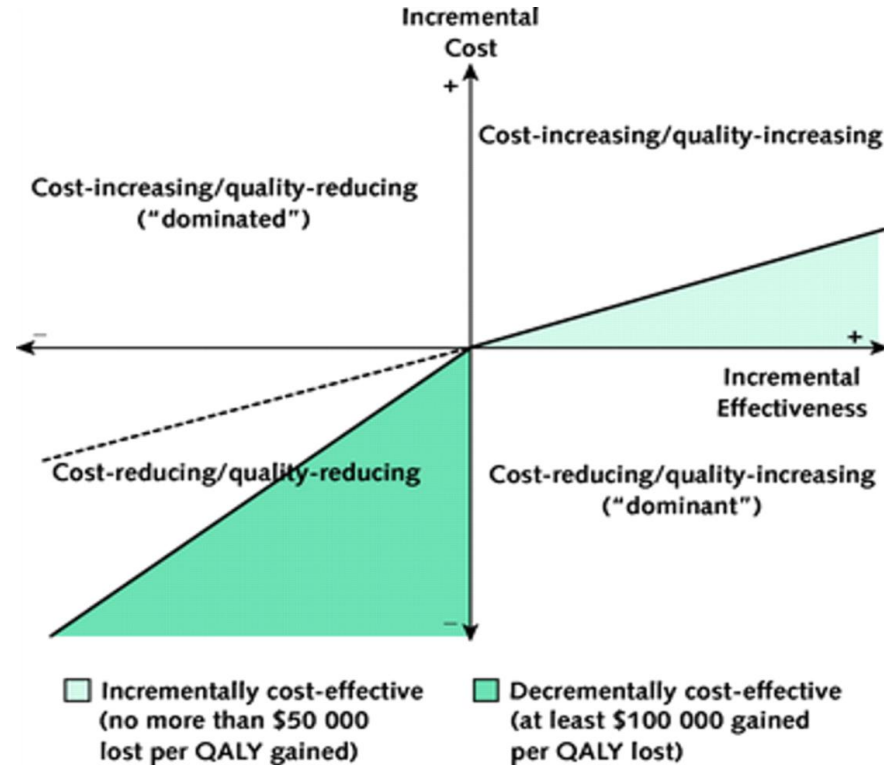 Incremental
Cost
+
Cost-increasing/quality-increasing
Cost-increasing/quality-reducing
("dominated")
−
+
Incremental
Effectiveness
Cost-reducing/quality-reducing
Cost-reducing/quality-increasing
("dominant")
−
Incrementally cost-effective
(no more than $50 000
lost per QALY gained)
Decrementally cost-effective
(at least $100 000 gained
per QALY lost)